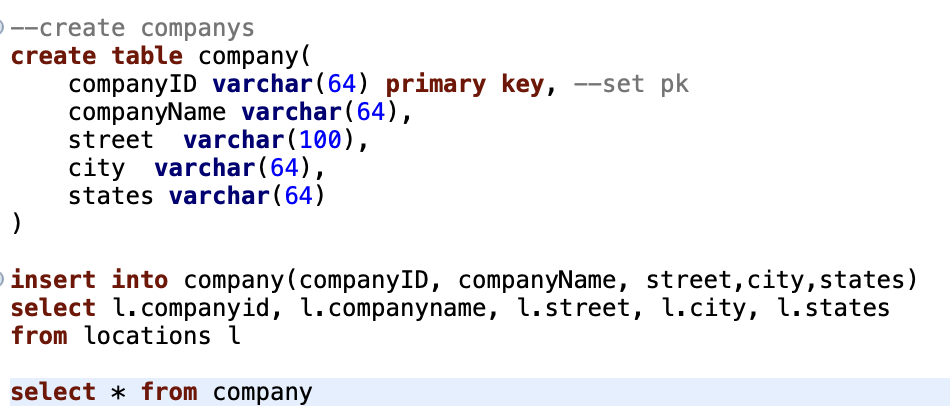 --create companys
create table company(
    companyID varchar(64) primary key, --set pk
    companyName varchar(64),
    street  varchar(100),
    city  varchar(64),
    states varchar(64)
)
insert into company(companyID, companyName, street,city,states)
select l.companyid, l.companyname, l.street, l.city, l.states
from locations l
select * from company